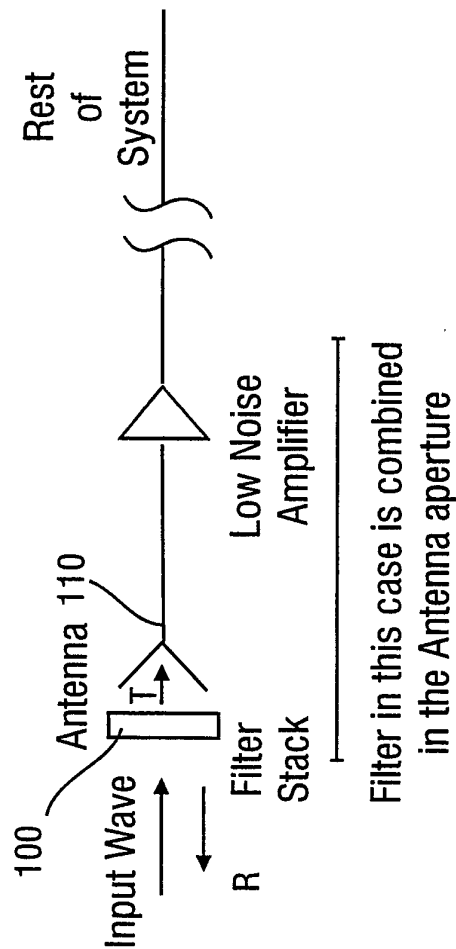 100
Input Wave
R
Antenna 110
T
Filter
Stack
Low Noise
Amplifier
Rest
of
System
Filter in this case is combined
in the Antenna aperture